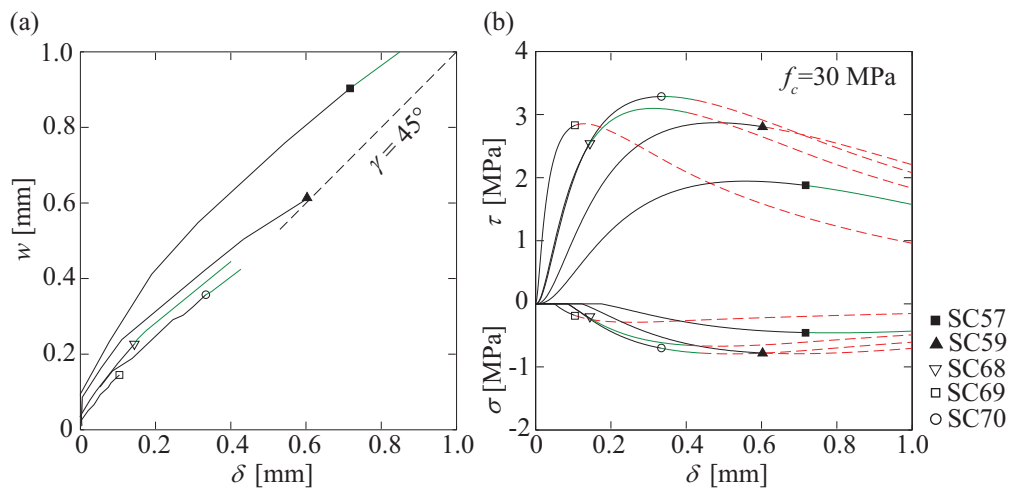 (a)
1.0
0.8
0.6
0.4
0.2
0
w [mm]
γ = 45°
0 0.2 0.4 0.6 0.8 1.0
δ [mm]
(b)
4
3
2
1
0
-1
-2
τ [MPa]
σ [MPa]
f_c=30 MPa
0 0.2 0.4 0.6 0.8 1.0
δ [mm]
SC57
SC59
SC68
SC69
SC70